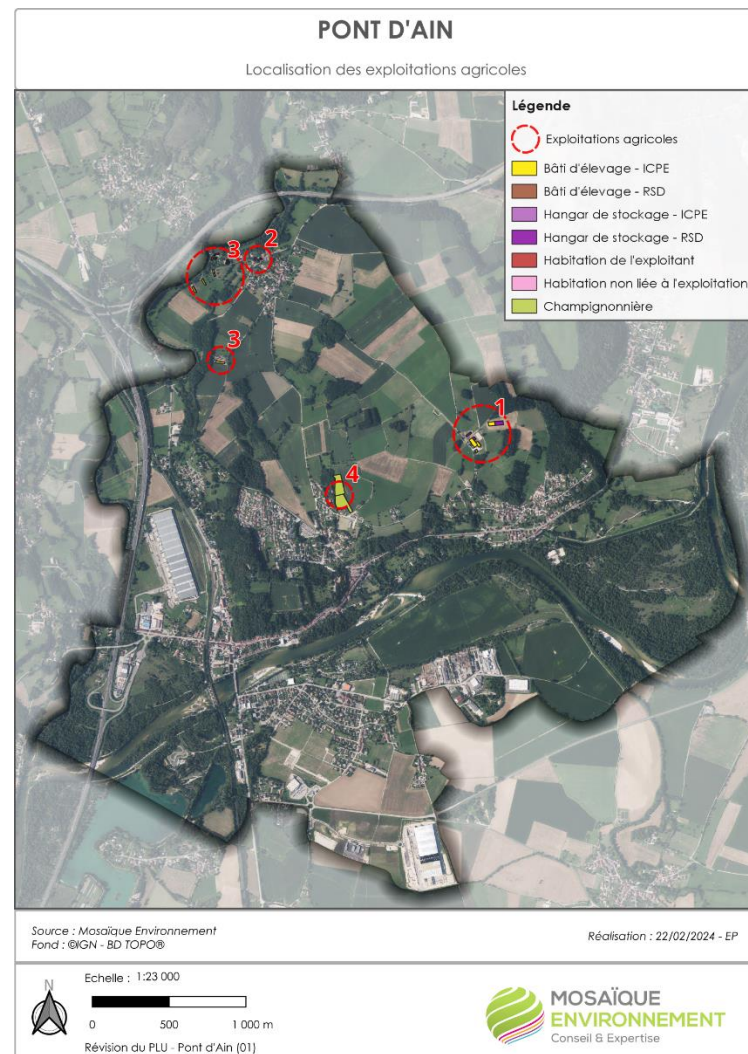 PONT D'AIN
Localisation des exploitations agricoles
Légende
Exploitations agricoles
Bâti d'élevage - ICPE
Bâti d'élevage - RSD
Hangar de stockage - ICPE
Hangar de stockage - RSD
Habitation de l'exploitant
Habitation non liée à l'exploitation
Champignonnière
3
2
3
1
4
Source : Mosaïque Environnement
Fond : ©IGN - BD TOPO®
Réalisation : 22/02/2024 - EP
N
Echelle : 1:23 000
0 500 1 000 m
Révision du PLU - Pont d'Ain (01)
MOSAÏQUE
ENVIRONNEMENT
Conseil & Expertise